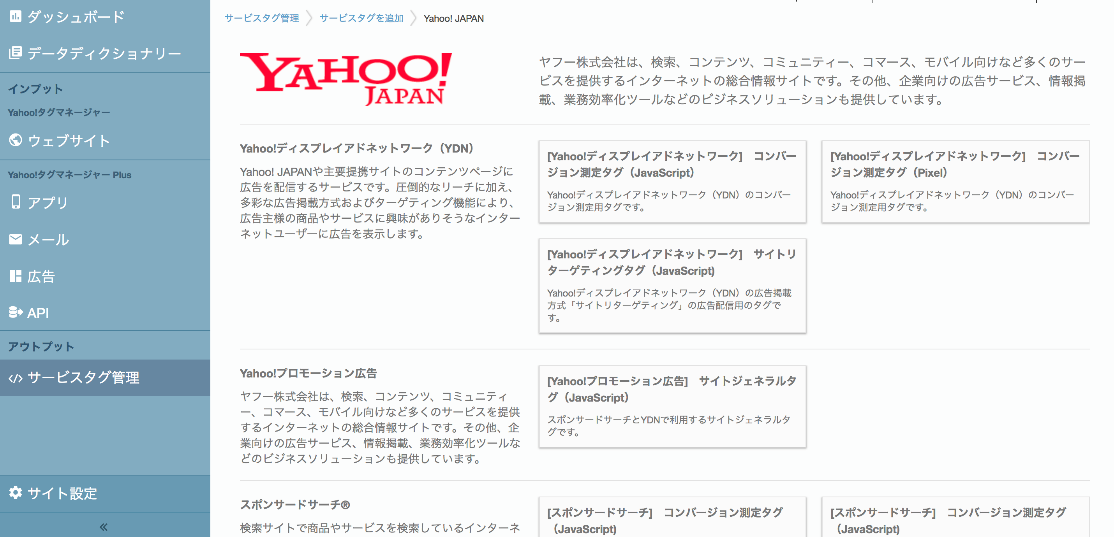 ダッシュボード
データディクショナリー
インプット
Yahoo!タグマネージャー
ウェブサイト
Yahoo!タグマネージャー Plus
アプリ
メール
広告
API
アウトプット
サービスタグ管理
サイト設定
«
サービスタグ管理 サービスタグを追加 Yahoo! JAPAN
YAHOO!
JAPAN
ヤフー株式会社は、検索、コンテンツ、コミュニティー、コマース、モバイル向けなど多くのサー
ビスを提供するインターネットの総合情報サイトです。その他、企業向けの広告サービス、情報掲
載、業務効率化ツールなどのビジネスソリューションも提供しています。
Yahoo!ディスプレイアドネットワーク（YDN）
Yahoo! JAPANや主要提携サイトのコンテンツページに
広告を配信するサービスです。圧倒的なリーチに加え、
多彩な広告掲載方式およびターゲティング機能により、
広告主様の商品やサービスに興味がありそうなインター
ネットユーザーに広告を表示します。
[Yahoo!ディスプレイアドネットワーク]　コンバー
ジョン測定タグ（JavaScript）
Yahoo!ディスプレイアドネットワーク（YDN）のコンバー
ジョン測定用タグです。
[Yahoo!ディスプレイアドネットワーク]　コンバー
ジョン測定タグ（Pixel）
Yahoo!ディスプレイアドネットワーク（YDN）のコンバー
ジョン測定用タグです。
[Yahoo!ディスプレイアドネットワーク]　サイトリ
ターゲティングタグ（JavaScript)
Yahoo!ディスプレイアドネットワーク（YDN）の広告掲載
方式「サイトリターゲティング」の広告配信用のタグで
す。
Yahoo!プロモーション広告
ヤフー株式会社は、検索、コンテンツ、コミュニティ
ー、コマース、モバイル向けなど多くのサービスを提供
するインターネットの総合情報サイトです。その他、企
業向けの広告サービス、情報掲載、業務効率化ツールな
どのビジネスソリューションも提供しています。
[Yahoo!プロモーション広告]　サイトジェネラルタ
グ（JavaScript）
スポンサードサーチとYDNで利用するサイトジェネラルタ
グです。
スポンサードサーチ®
検索サイトで商品やサービスを検索しているインターネ
[スポンサードサーチ]　コンバージョン測定タグ
（JavaScript）
[スポンサードサーチ]　コンバージョン測定タグ
（JavaScript）